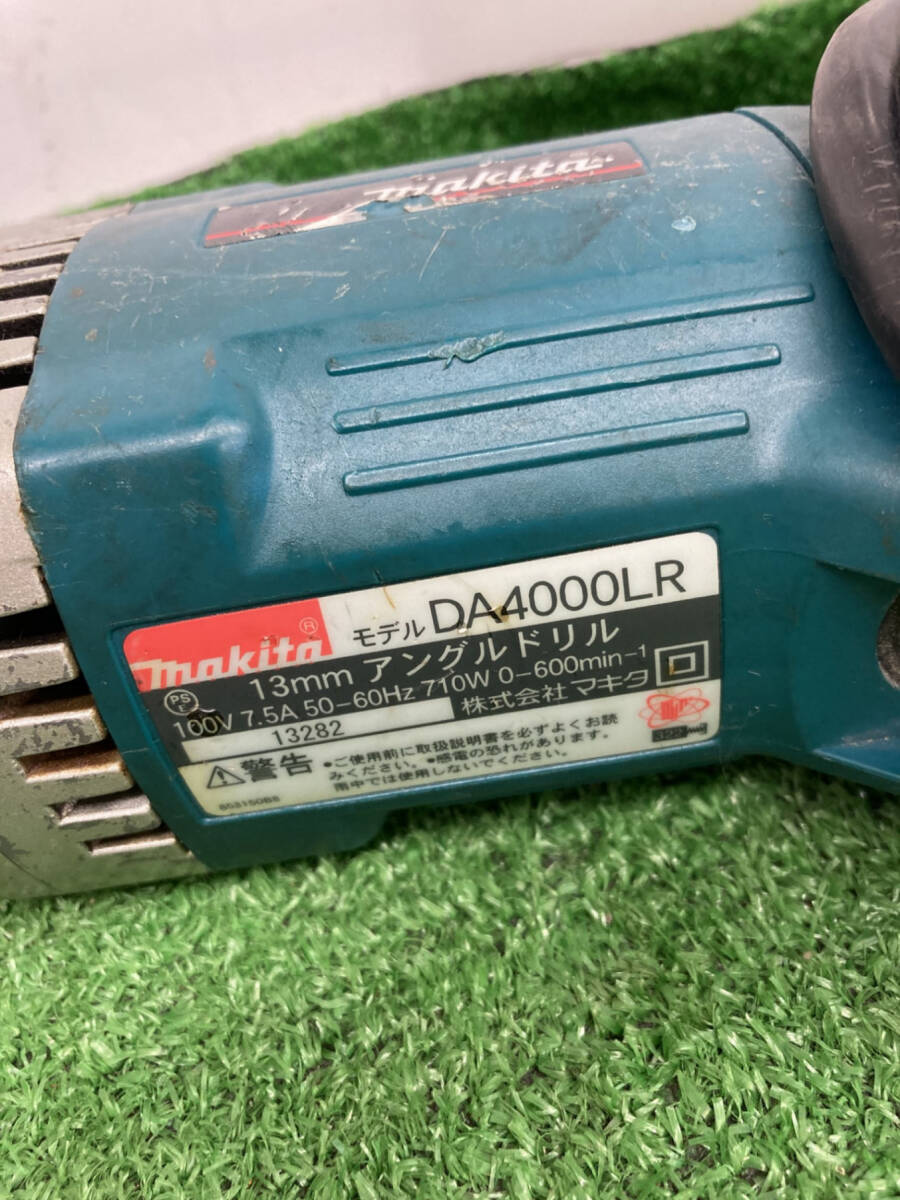 makita
makita®
モデル DA4000LR
13mm アングルドリル
PS
E
100V 7.5A 50-60Hz 710W 0-600min-1
13282
株式会社 マキタ
警告
•ご使用前に取扱説明書を必ずよくお読
みください。•感電の恐れがあります。
雨中では使用しないでください。